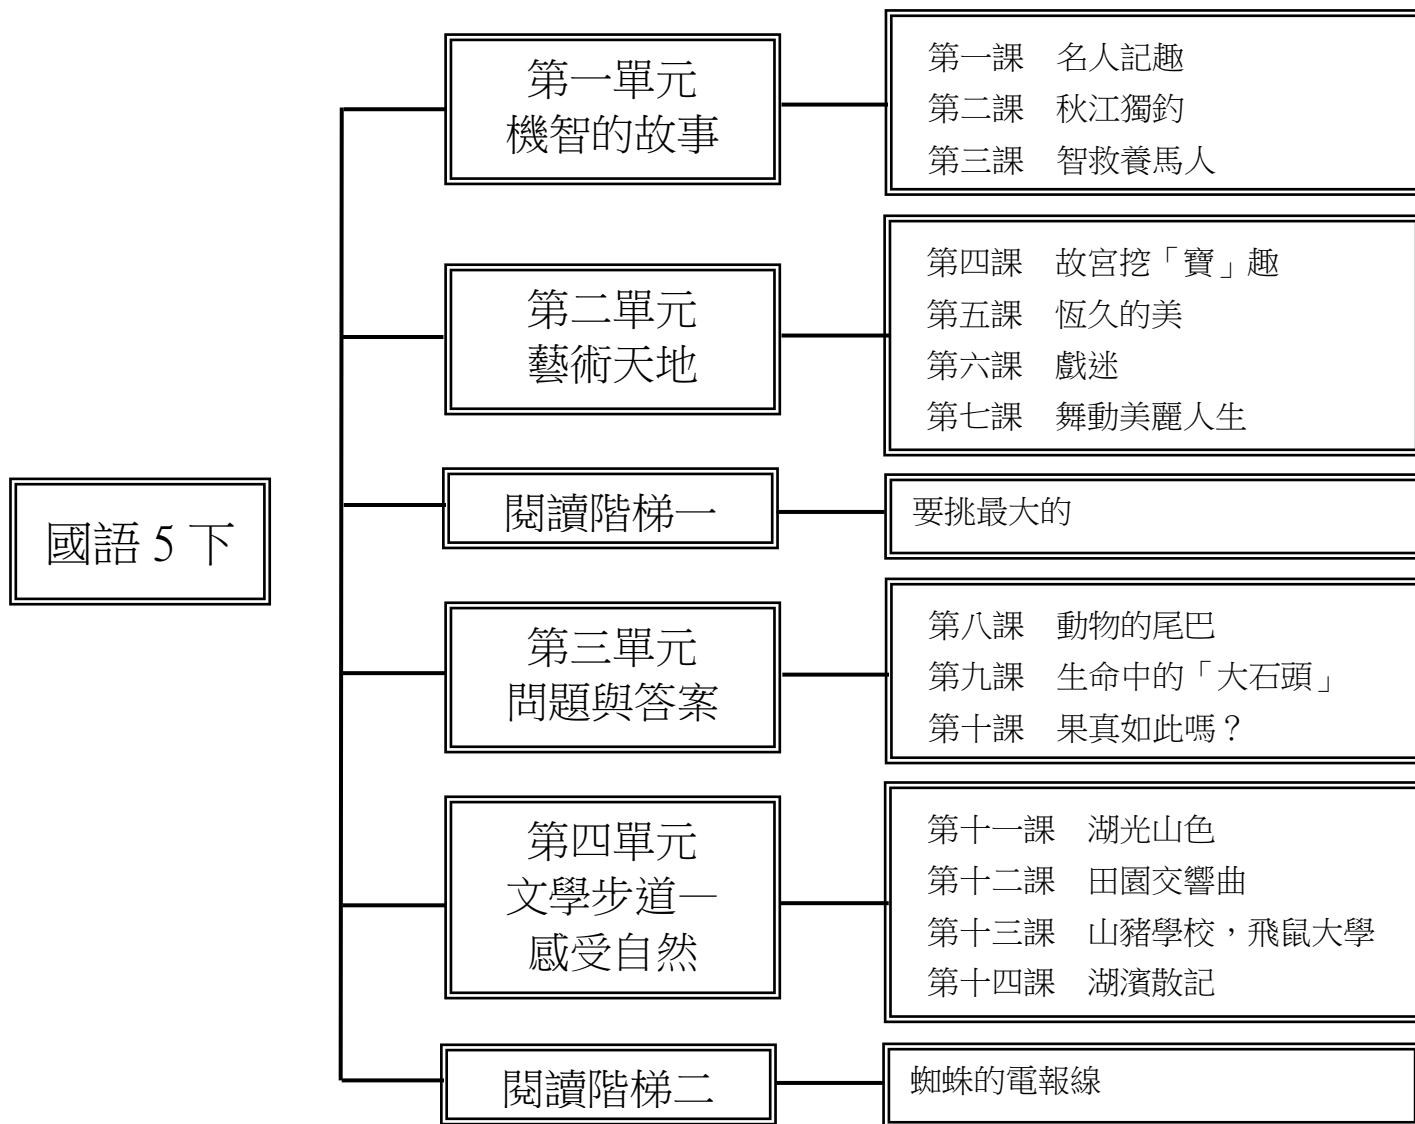 國語 5 下
第一單元
機智的故事
第一課　名人記趣
第二課　秋江獨釣
第三課　智救養馬人
第二單元
藝術天地
第四課　故宮挖「寶」趣
第五課　恆久的美
第六課　戲迷
第七課　舞動美麗人生
閱讀階梯一
要挑最大的
第三單元
問題與答案
第八課　動物的尾巴
第九課　生命中的「大石頭」
第十課　果真如此嗎？
第四單元
文學步道—
感受自然
第十一課　湖光山色
第十二課　田園交響曲
第十三課　山豬學校，飛鼠大學
第十四課　湖濱散記
閱讀階梯二
蜘蛛的電報線